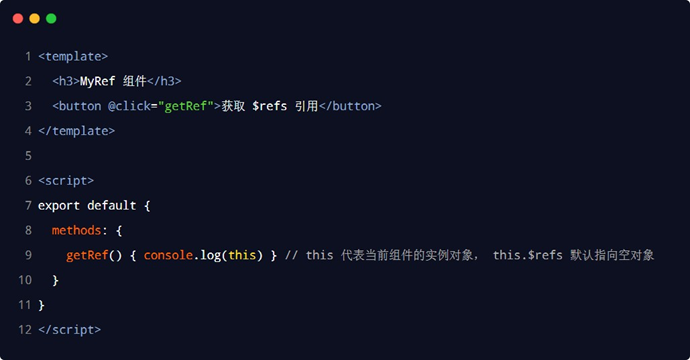 1 <template>
2   <h3>MyRef 组件</h3>
3   <button @click="getRef">获取 $refs 引用</button>
4 </template>
5
6 <script>
7 export default {
8   methods: {
9     getRef() { console.log(this) } // this 代表当前组件的实例对象， this.$refs 默认指向空对象
10   }
11 }
12 </script>